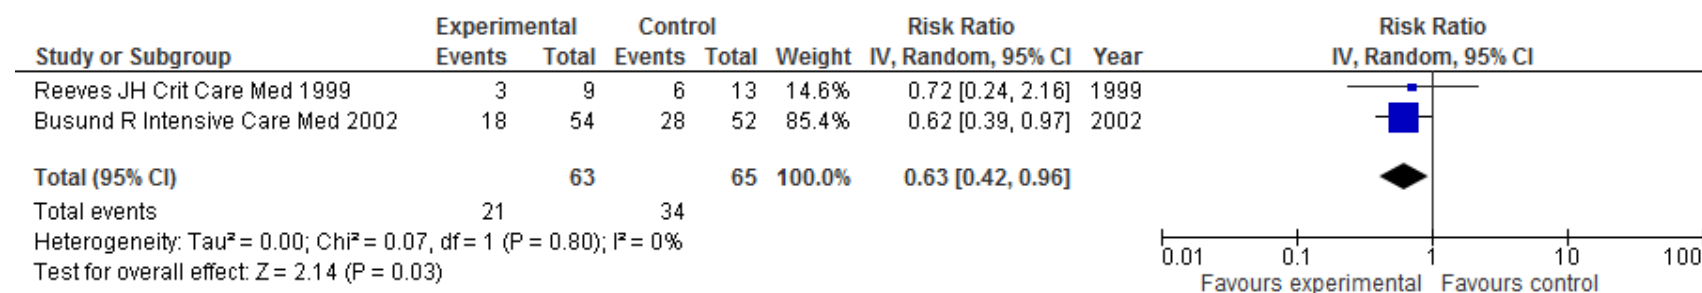 Experimental Control Risk Ratio Risk Ratio
Study or Subgroup Events Total Events Total Weight IV, Random, 95% CI Year IV, Random, 95% CI
Reeves JH Crit Care Med 1999 3 9 6 13 14.6% 0.72 [0.24, 2.16] 1999
Busund R Intensive Care Med 2002 18 54 28 52 85.4% 0.62 [0.39, 0.97] 2002
Total (95% CI) 63 65 100.0% 0.63 [0.42, 0.96]
Total events 21 34
Heterogeneity: Tau² = 0.00; Chi² = 0.07, df = 1 (P = 0.80); I² = 0%
Test for overall effect: Z = 2.14 (P = 0.03)
0.01 0.1 1 10 100
Favours experimental Favours control